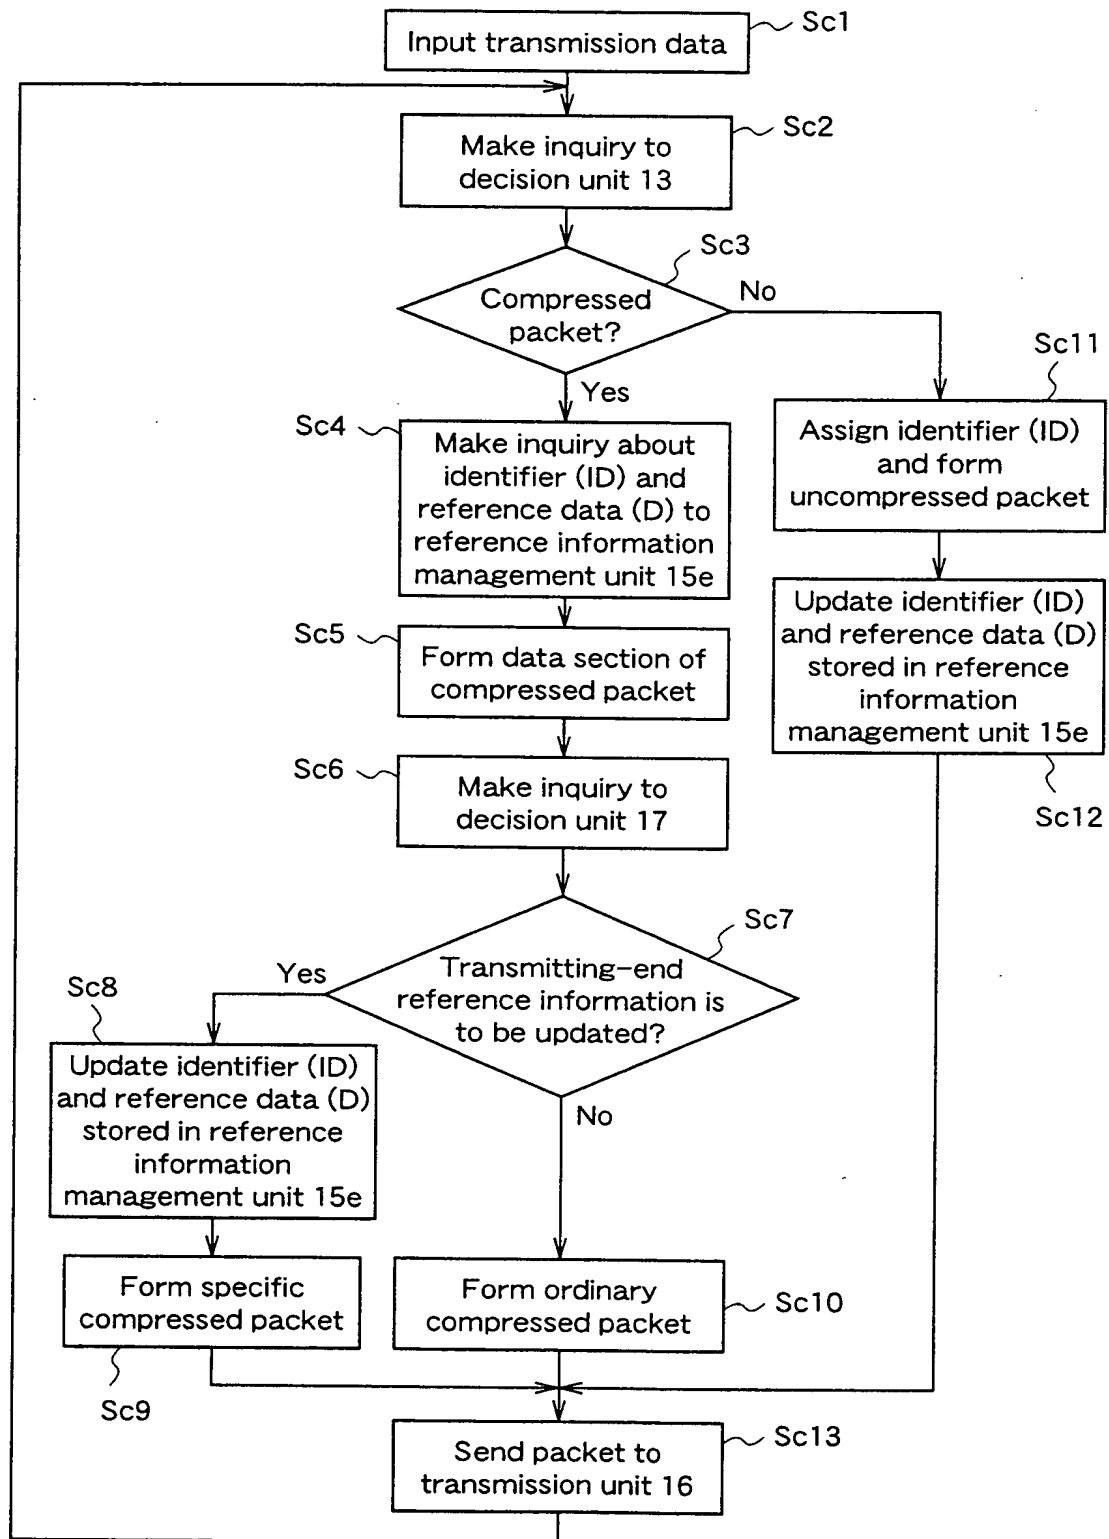 Input transmission data
Sc1
Make inquiry to
decision unit 13
Sc2
Compressed
packet?
Sc3
No
Yes
Sc4
Make inquiry about
identifier (ID) and
reference data (D) to
reference information
management unit 15e
Sc11
Assign identifier (ID)
and form
uncompressed packet
Sc5
Form data section of
compressed packet
Update identifier (ID)
and reference data (D)
stored in reference
information
management unit 15e
Sc12
Sc6
Make inquiry to
decision unit 17
Sc7
Transmitting-end
reference information is
to be updated?
Yes
No
Sc8
Update identifier (ID)
and reference data (D)
stored in reference
information
management unit 15e
Form specific
compressed packet
Sc9
Form ordinary
compressed packet
Sc10
Send packet to
transmission unit 16
Sc13